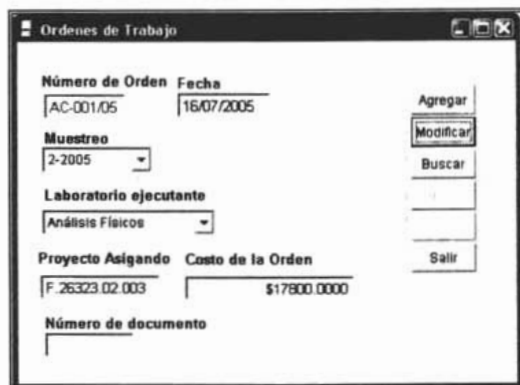 Ordenes de Trabajo
Número de Orden Fecha
AC-001/05 16/07/2005
Agregar
Muestreo
Modificar
2-2005
Buscar
Laboratorio ejecutante
Análisis Físicos
Proyecto Asigando Costo de la Orden
Salir
F.26323.02.003 $17800.0000
Número de documento